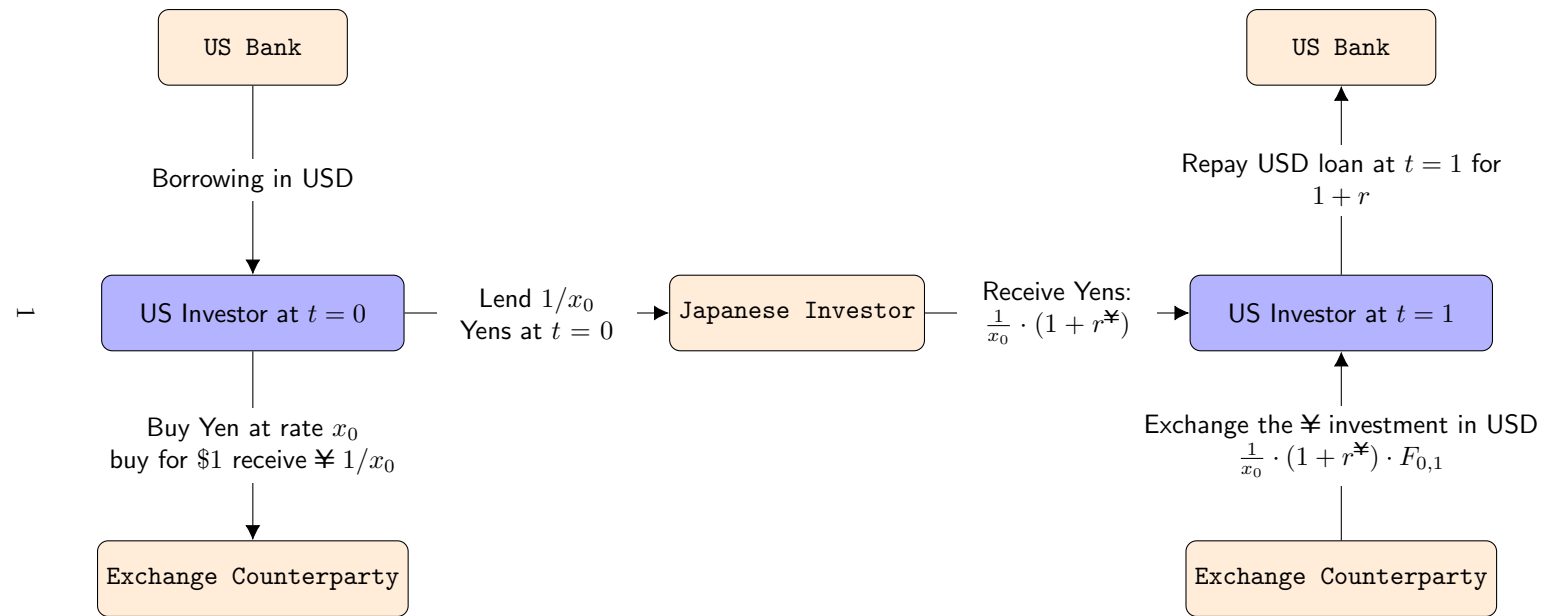 US Bank
US Bank
Borrowing in USD
Repay USD loan at t = 1 for
1 + r
US Investor at t = 0
Lend 1/x₀
Yens at t = 0
Japanese Investor
Receive Yens:
1/x₀ · (1 + r^¥)
US Investor at t = 1
1
Buy Yen at rate x₀
buy for $1 receive ¥ 1/x₀
Exchange the ¥ investment in USD
1/x₀ · (1 + r^¥) · F₀,₁
Exchange Counterparty
Exchange Counterparty